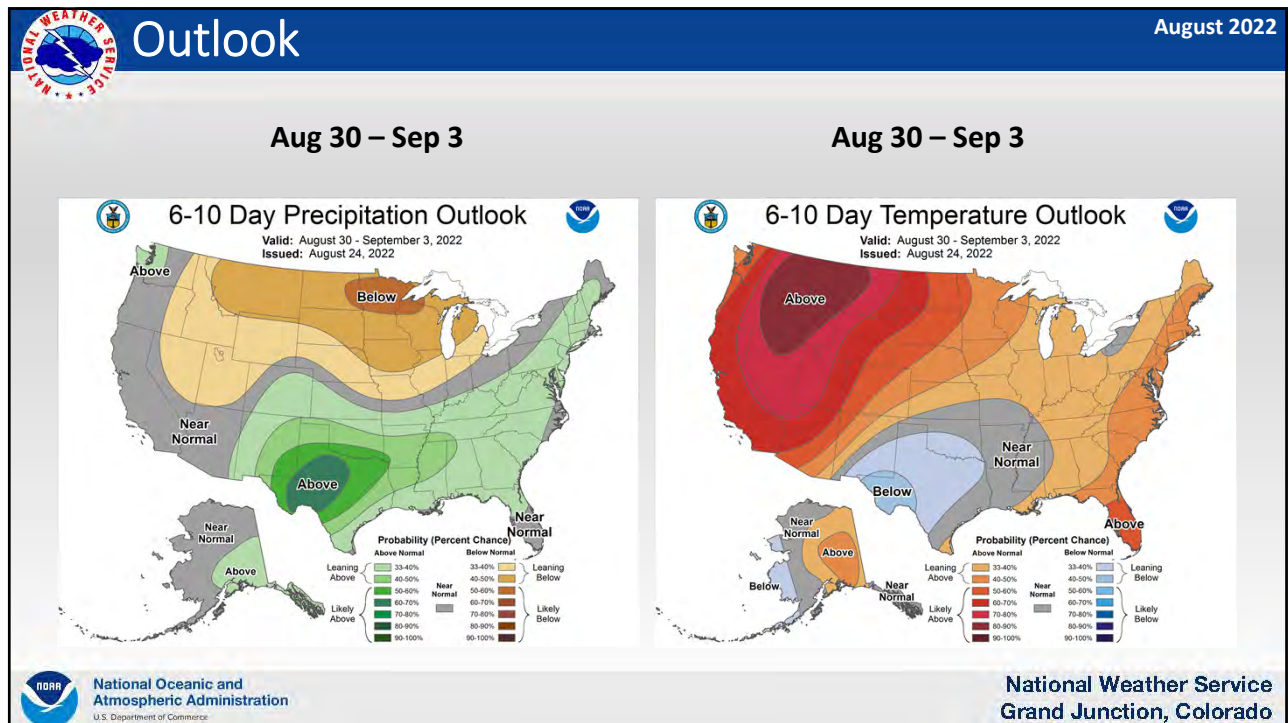 NATIONAL WEATHER SERVICE
Outlook
August 2022
Aug 30 – Sep 3
Aug 30 – Sep 3
6-10 Day Precipitation Outlook
NOAA
Valid: August 30 - September 3, 2022
Issued: August 24, 2022
Above
Below
Near
Normal
Above
Near
Normal
Near
Normal
Above
Probability (Percent Chance)
Above Normal
Below Normal
Leaning
Above
33-40%
40-50%
Likely
Above
50-60%
60-70%
70-80%
80-90%
90-100%
Near
Normal
33-40%
40-50%
Leaning
Below
50-60%
60-70%
70-80%
80-90%
90-100%
Likely
Below
6-10 Day Temperature Outlook
NOAA
Valid: August 30 - September 3, 2022
Issued: August 24, 2022
Above
Near
Normal
Below
Above
Near
Normal
Above
Below
Near
Normal
Probability (Percent Chance)
Above Normal
Below Normal
Leaning
Above
33-40%
40-50%
Likely
Above
50-60%
60-70%
70-80%
80-90%
90-100%
Near
Normal
33-40%
40-50%
Leaning
Below
50-60%
60-70%
70-80%
80-90%
90-100%
Likely
Below
NOAA
National Oceanic and
Atmospheric Administration
U.S. Department of Commerce
National Weather Service
Grand Junction, Colorado